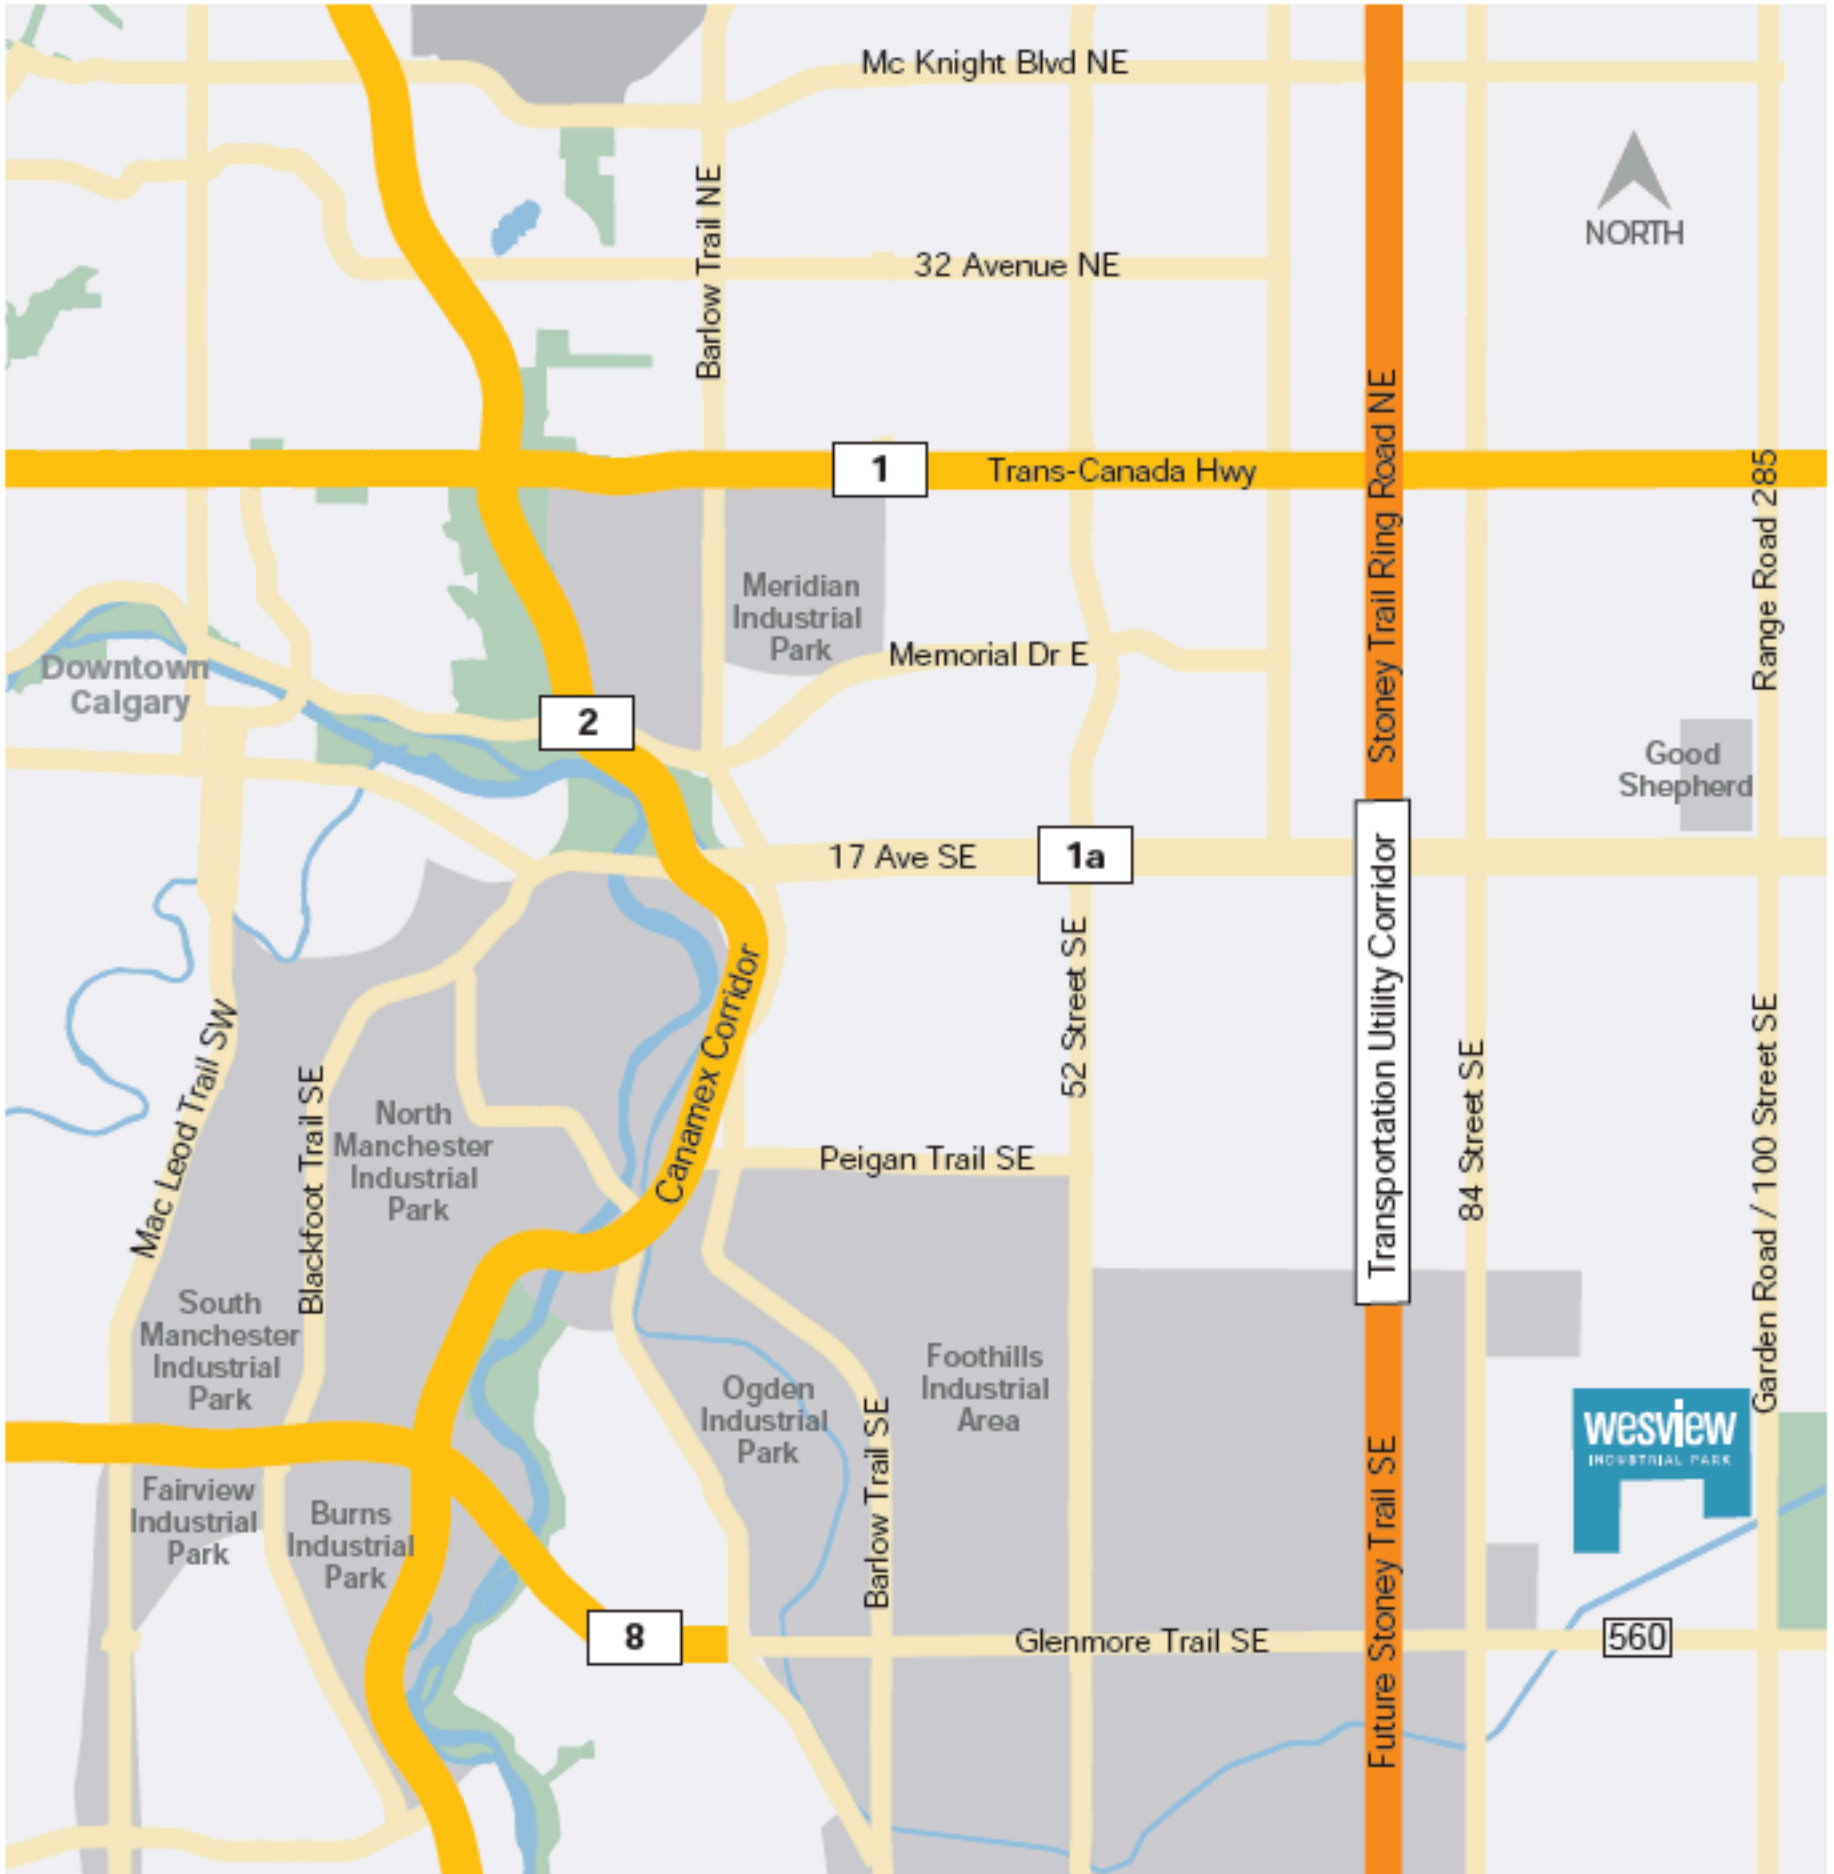 Mc Knight Blvd NE
NORTH
Barlow Trail NE
32 Avenue NE
Stoney Trail Ring Road NE
1
Trans-Canada Hwy
Range Road 285
Meridian
Industrial
Park
Memorial Dr E
Downtown
Calgary
2
Good
Shepherd
17 Ave SE
1a
Transportation Utility Corridor
52 Street SE
Canamex Corridor
Mac Leod Trail SW
Blackfoot Trail SE
North
Manchester
Industrial
Park
Peigan Trail SE
84 Street SE
Garden Road / 100 Street SE
South
Manchester
Industrial
Park
Ogden
Industrial
Park
Foothills
Industrial
Area
Barlow Trail SE
Future Stoney Trail SE
wesview
INDUSTRIAL PARK
Fairview
Industrial
Park
Burns
Industrial
Park
8
Glenmore Trail SE
560